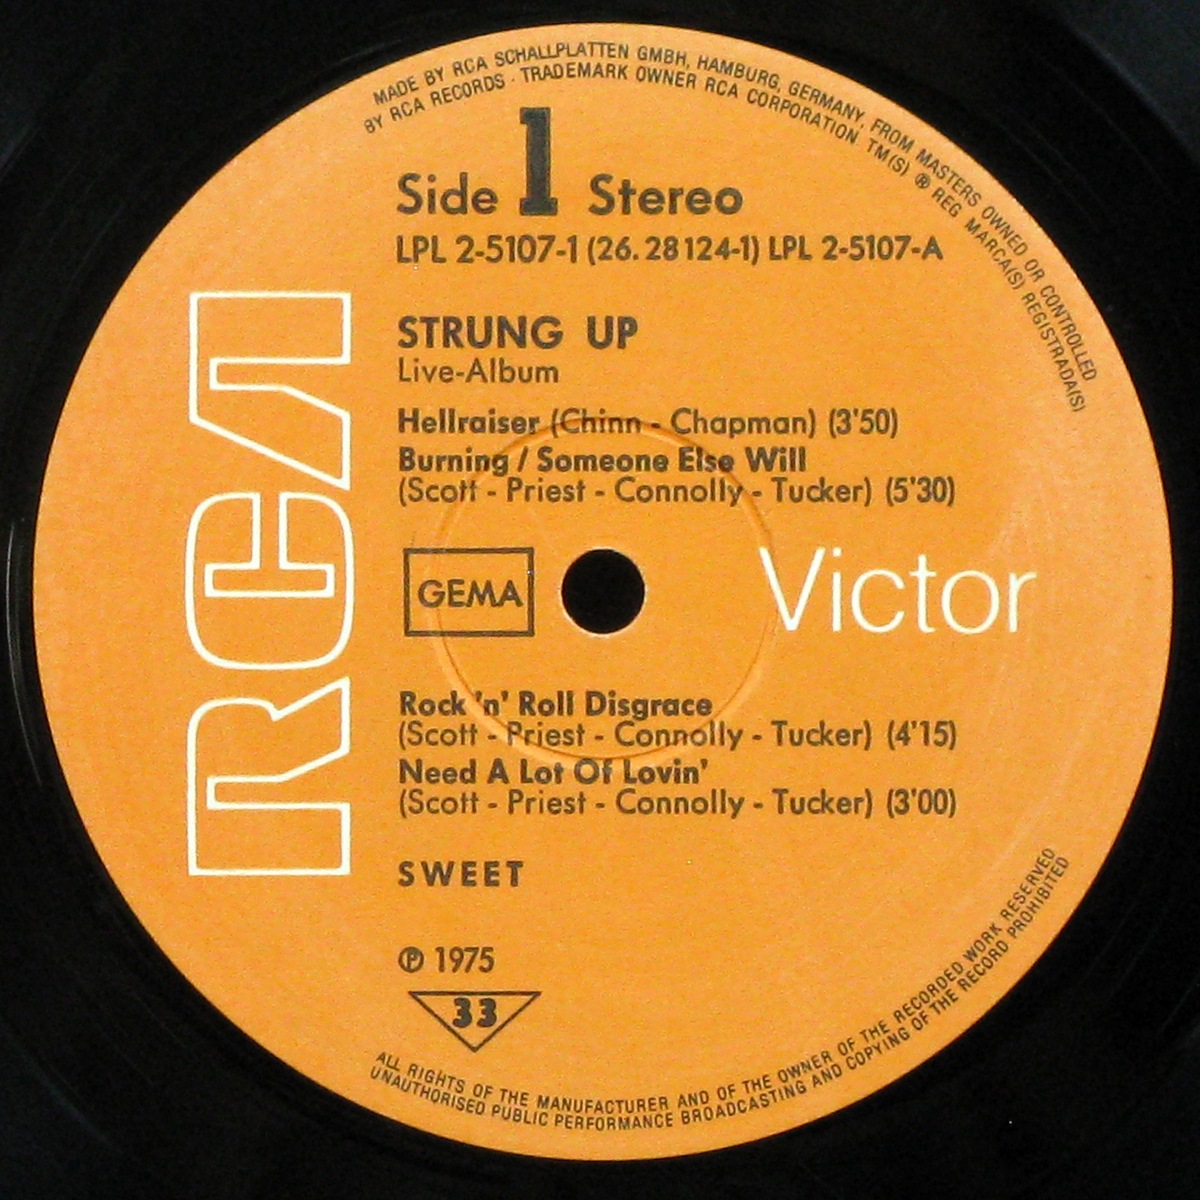 MADE BY RCA SCHALLPLATTEN GMBH, HAMBURG, GERMANY, FROM MASTERS OWNED OR CONTROLLED
BY RCA RECORDS · TRADEMARK OWNER RCA CORPORATION TM(S) ® REG MARCA(S) REGISTRADA(S)
Side 1 Stereo
LPL 2-5107-1 (26.28124-1) LPL 2-5107-A
STRUNG UP
Live-Album
Hellraiser (Chinn - Chapman) (3'50)
Burning / Someone Else Will
(Scott - Priest - Connolly - Tucker) (5'30)
RCA
GEMA
Victor
Rock 'n' Roll Disgrace
(Scott - Priest - Connolly - Tucker) (4'15)
Need A Lot Of Lovin'
(Scott - Priest - Connolly - Tucker) (3'00)
SWEET
℗ 1975
33
ALL RIGHTS OF THE MANUFACTURER AND OF THE OWNER OF THE RECORDED WORK RESERVED
UNAUTHORISED PUBLIC PERFORMANCE BROADCASTING AND COPYING OF THE RECORD PROHIBITED